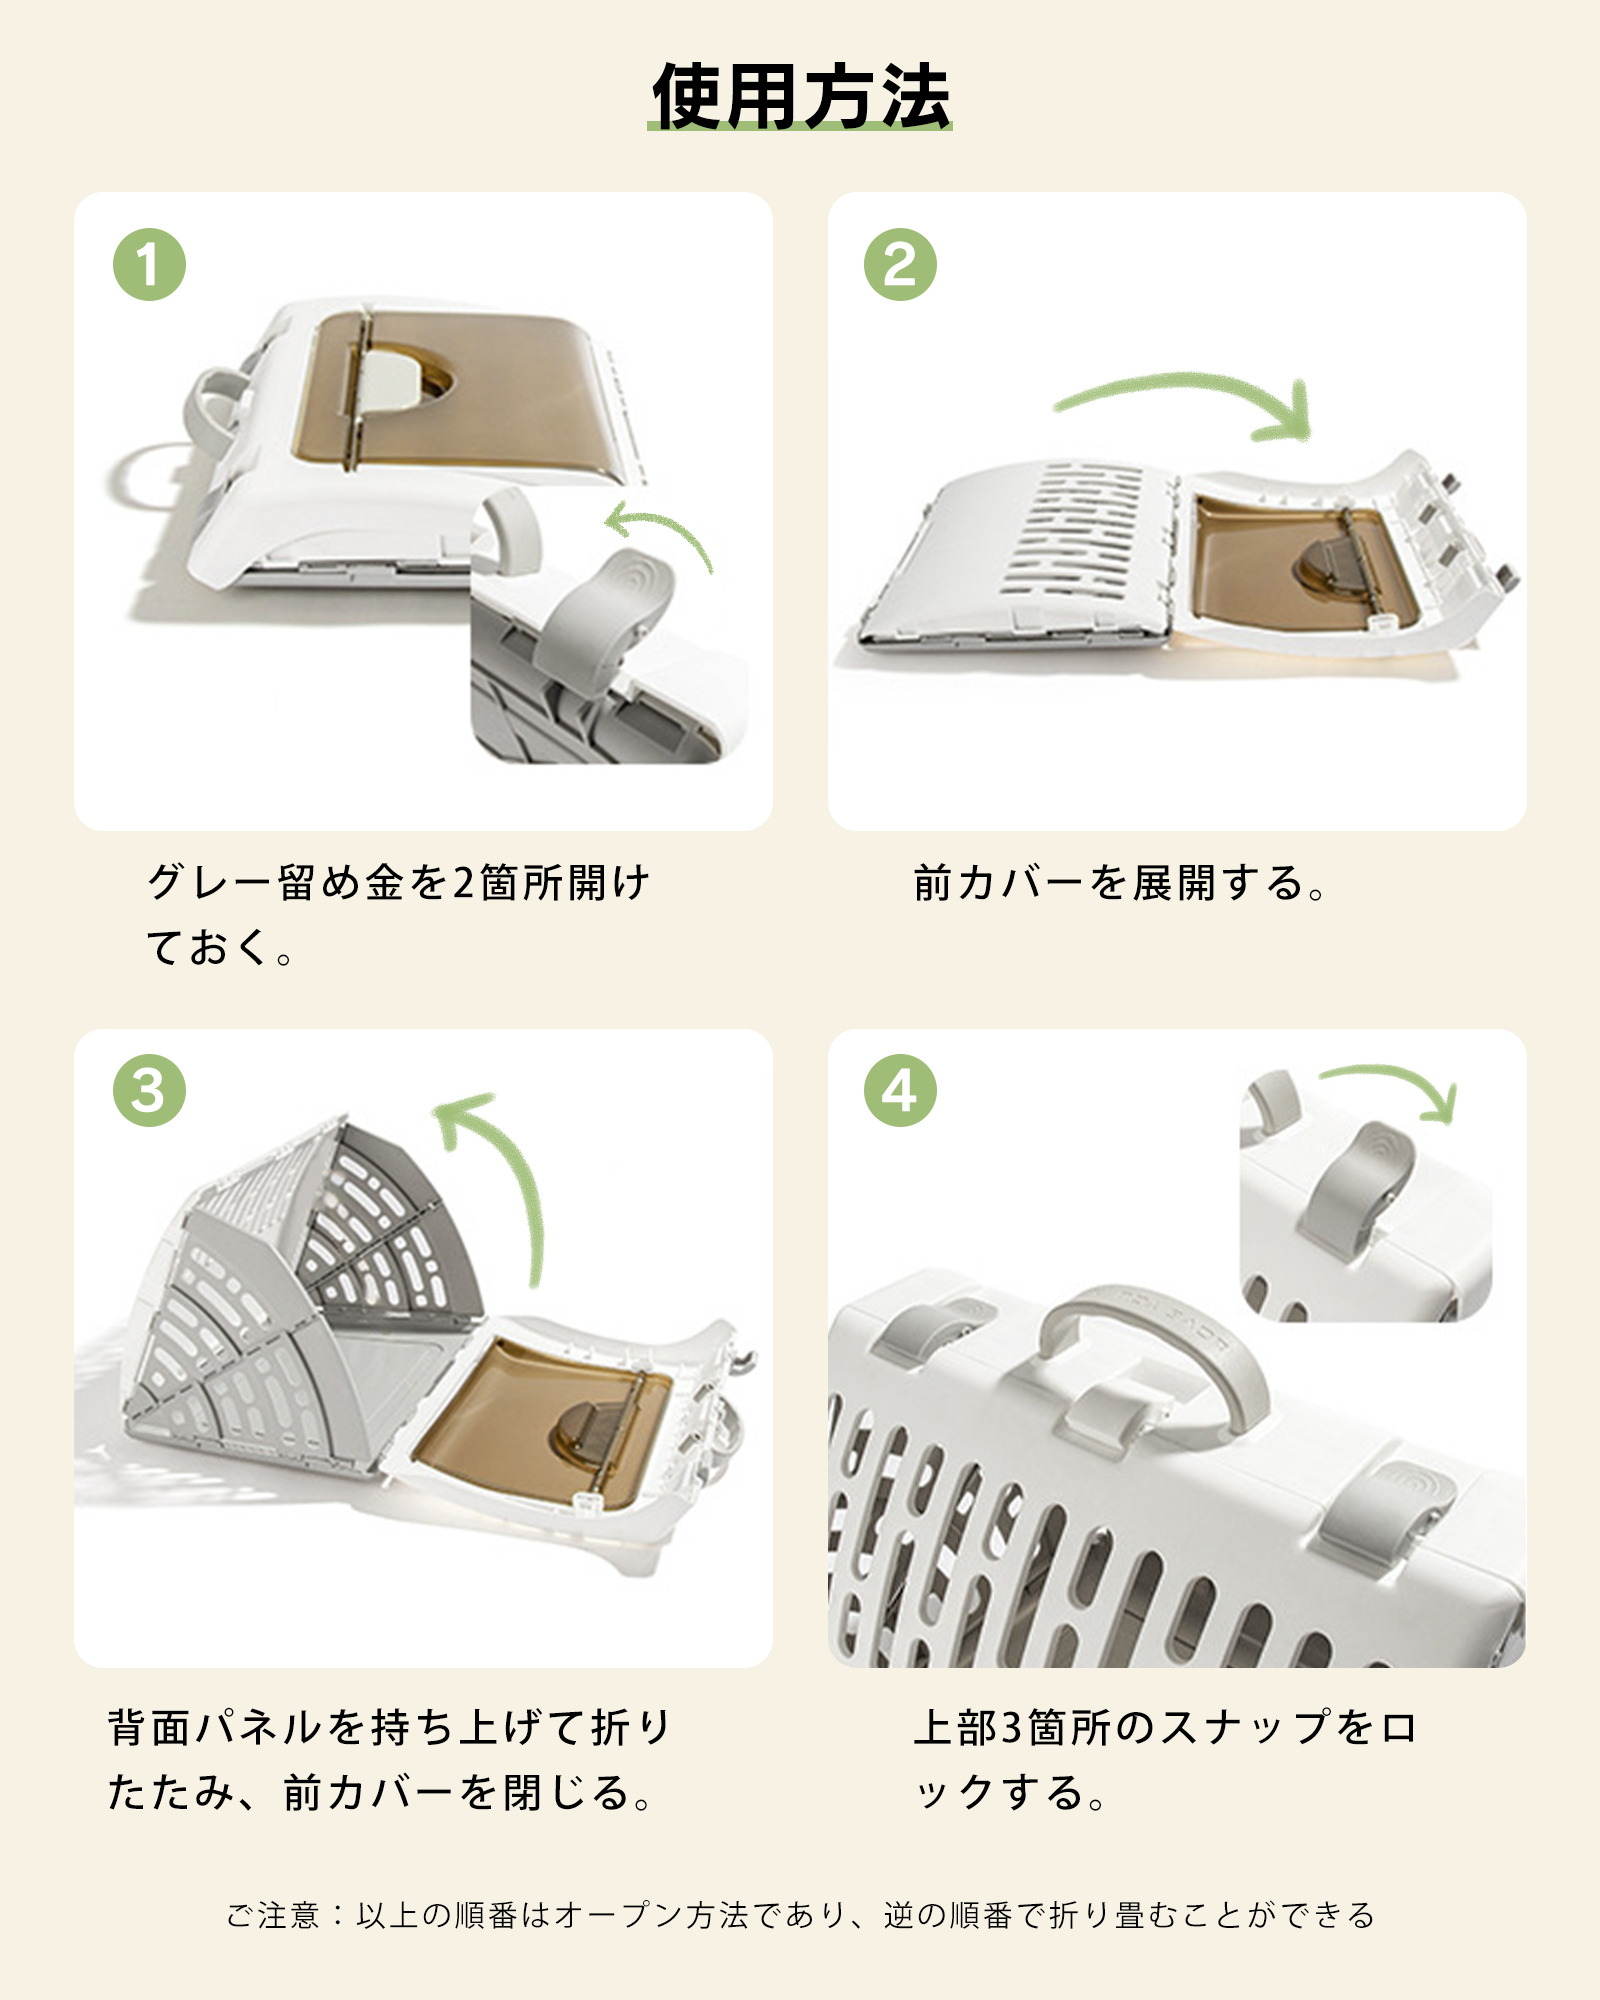 使用方法
1
2
グレー留め金を2箇所開け
ておく。
前カバーを展開する。
3
4
背面パネルを持ち上げて折り
たたみ、前カバーを閉じる。
上部3箇所のスナップをロ
ックする。
ご注意：以上の順番はオープン方法であり、逆の順番で折り畳むことができる